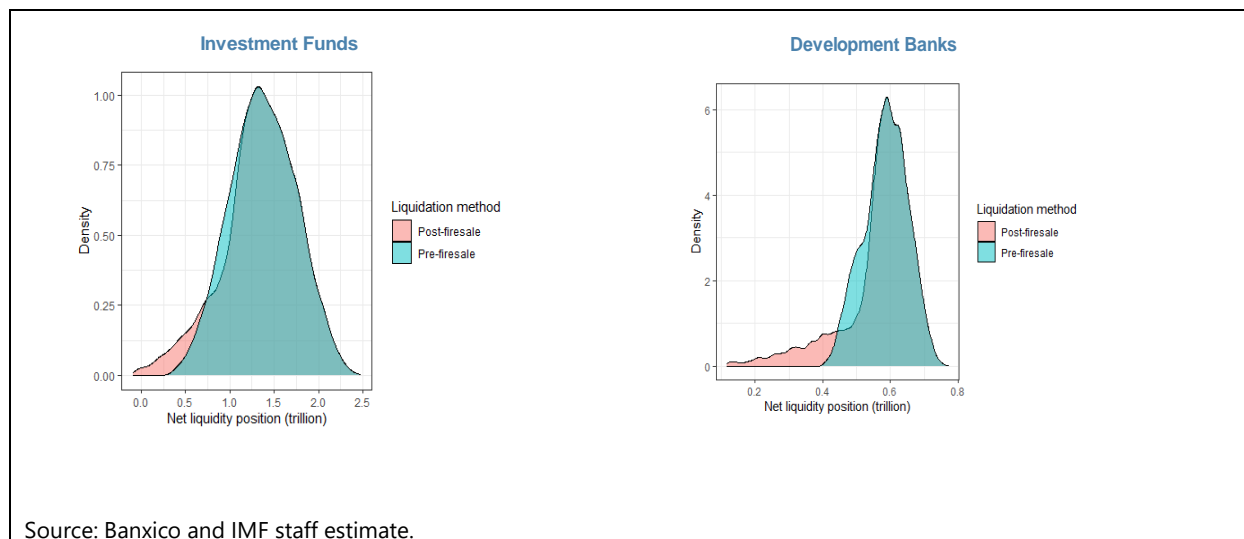 Investment Funds
1.00
0.75
0.50
0.25
0.00
Density
0.0 0.5 1.0 1.5 2.0 2.5
Net liquidity position (trillion)
Liquidation method
Post-firesale
Pre-firesale
Development Banks
6
4
2
0
Density
0.2 0.4 0.6 0.8
Net liquidity position (trillion)
Liquidation method
Post-firesale
Pre-firesale
Source: Banxico and IMF staff estimate.